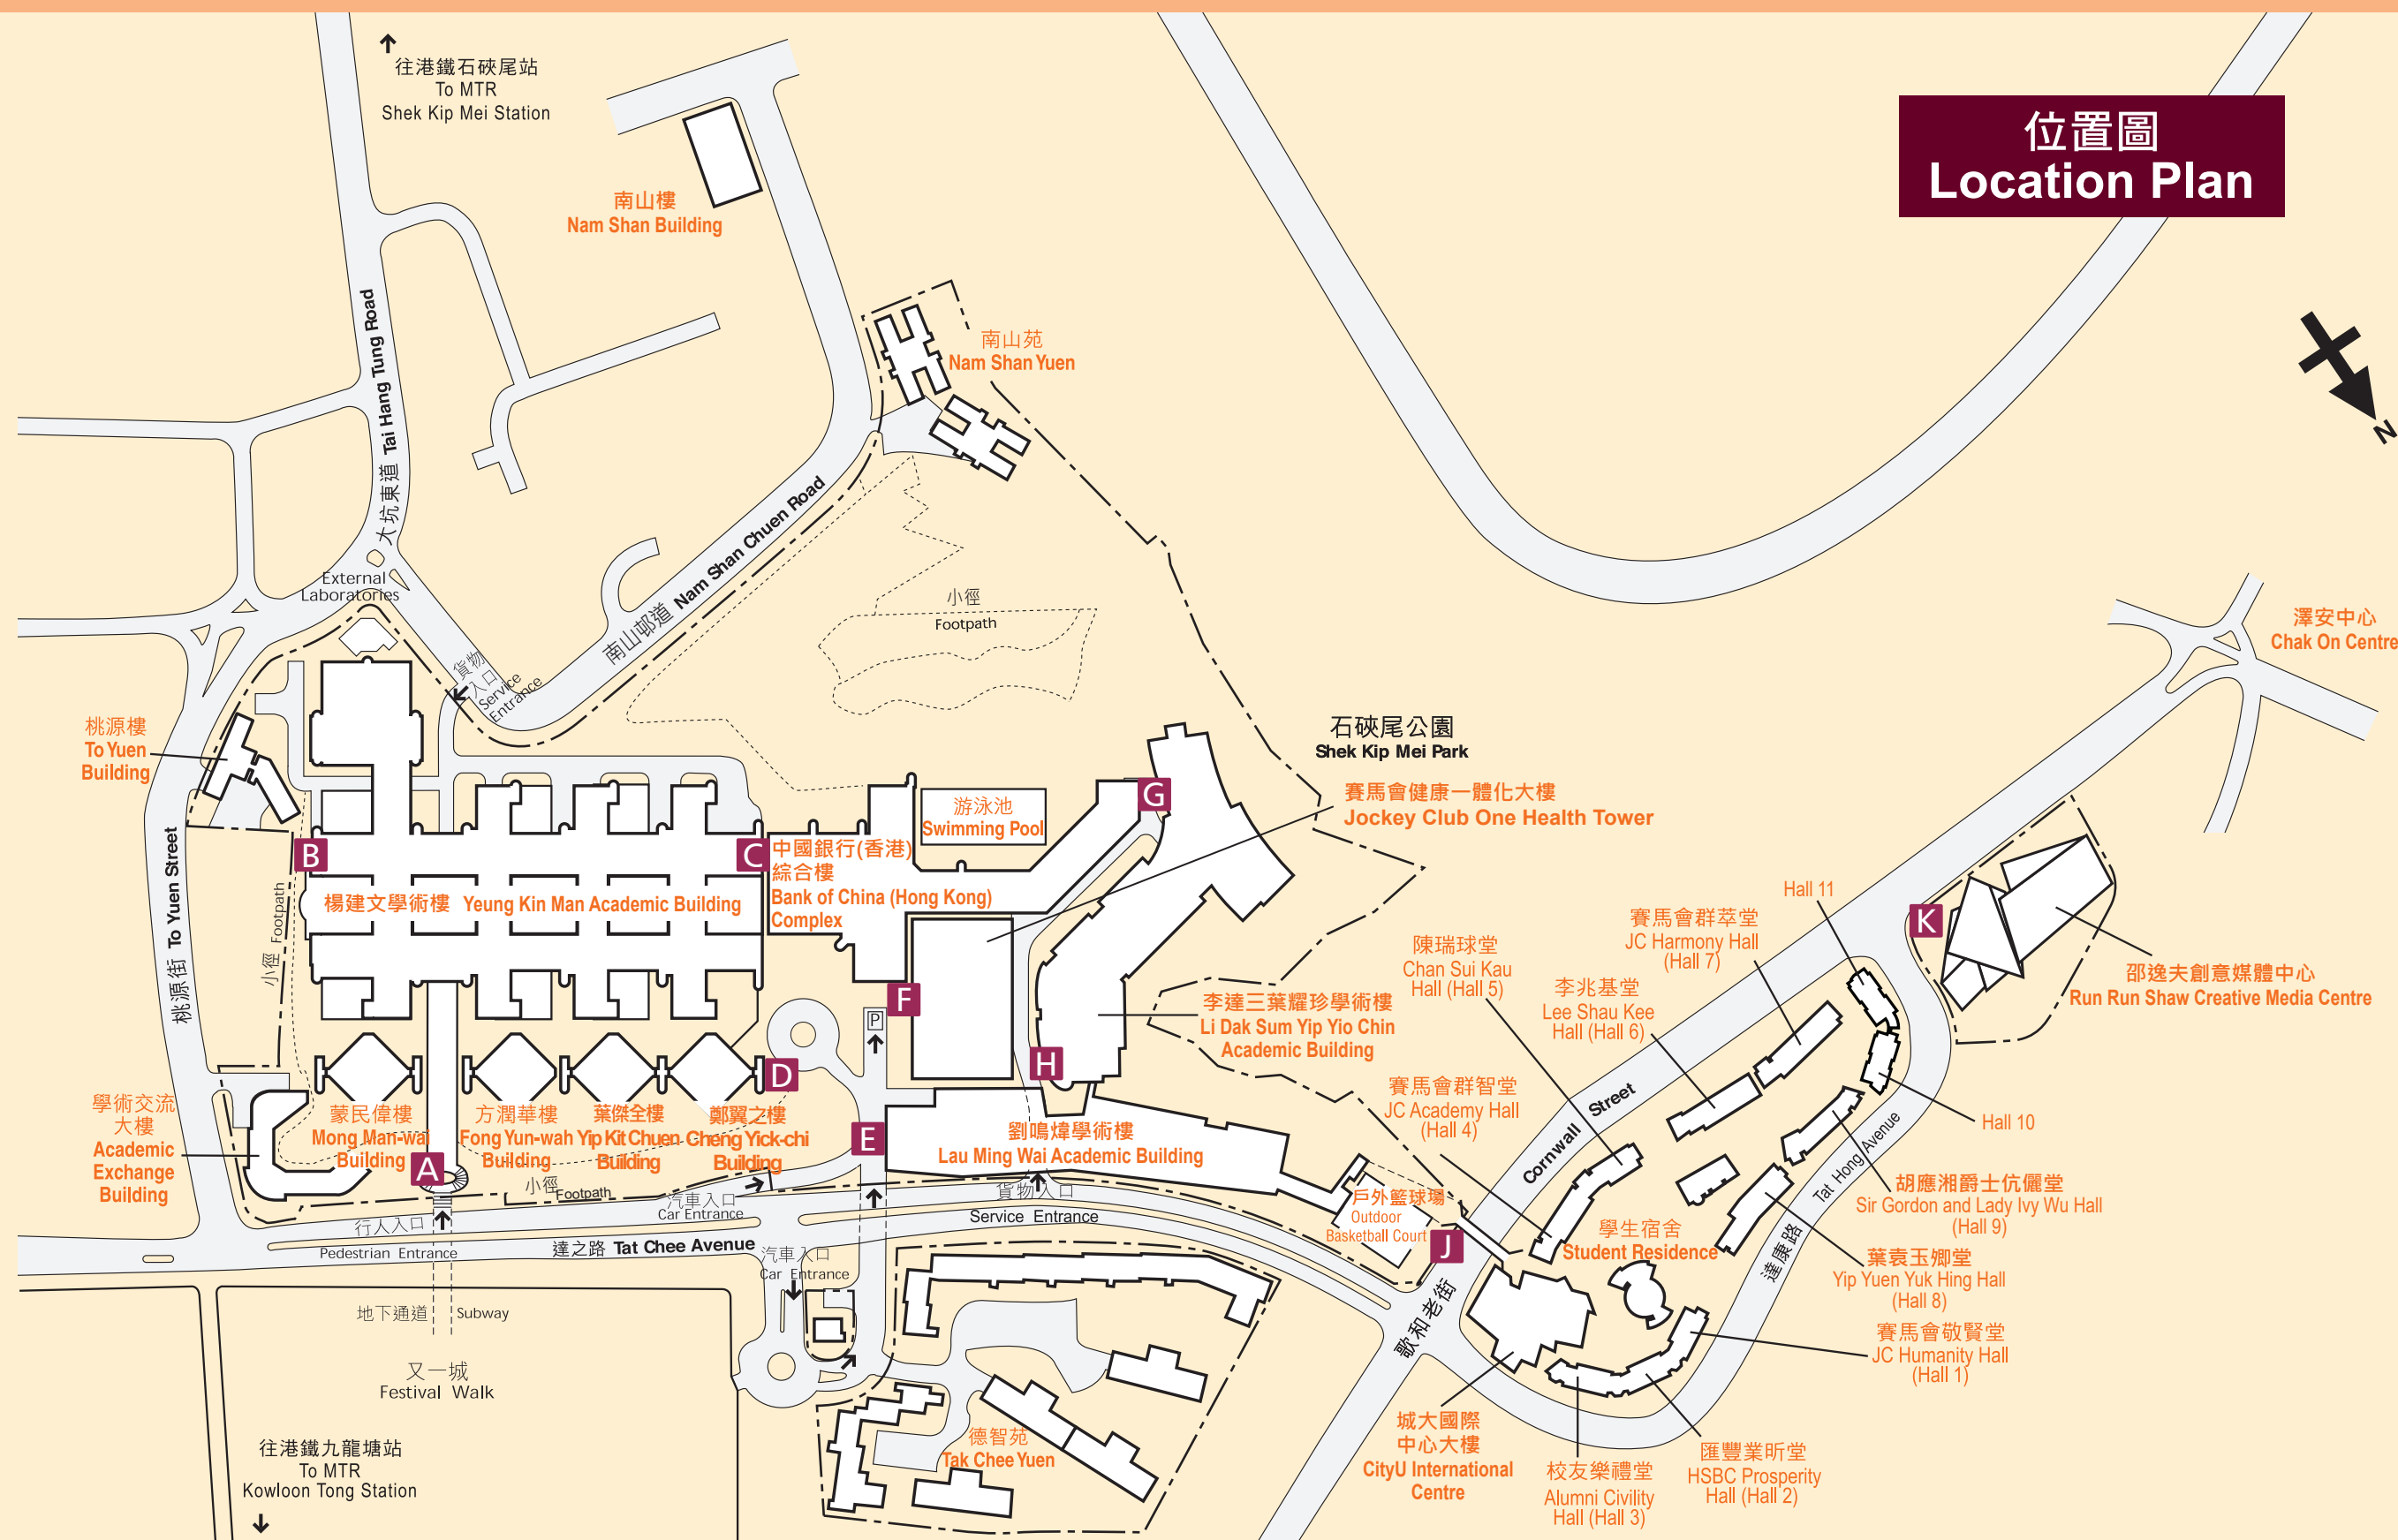 位置圖
Location Plan
往港鐵石硤尾站
To MTR
Shek Kip Mei Station
南山樓
Nam Shan Building
大坑東道 Tai Hang Tung Road
南山苑
Nam Shan Yuen
南山邨道 Nam Shan Chuen Road
N
External
Laboratories
小徑
Footpath
貨物
入口
Service
Entrance
澤安中心
Chak On Centre
桃源樓
To Yuen
Building
石硤尾公園
Shek Kip Mei Park
賽馬會健康一體化大樓
Jockey Club One Health Tower
游泳池
Swimming Pool
G
B
C
中國銀行(香港)
綜合樓
Bank of China (Hong Kong)
Complex
楊建文學術樓 Yeung Kin Man Academic Building
桃源街 To Yuen Street
小徑 Footpath
Hall 11
K
賽馬會群萃堂
JC Harmony Hall
(Hall 7)
陳瑞球堂
Chan Sui Kau
Hall (Hall 5)
李兆基堂
Lee Shau Kee
Hall (Hall 6)
邵逸夫創意媒體中心
Run Run Shaw Creative Media Centre
F
P
李達三葉耀珍學術樓
Li Dak Sum Yip Yio Chin
Academic Building
H
D
賽馬會群智堂
JC Academy Hall
(Hall 4)
Cornwall Street
學術交流
大樓
Academic
Exchange
Building
蒙民偉樓
Mong Man-wai
Building
方潤華樓
Fong Yun-wah
Building
葉傑全樓
Yip Kit Chuen
Building
鄭翼之樓
Cheng Yick-chi
Building
A
E
劉鳴煒學術樓
Lau Ming Wai Academic Building
Hall 10
Tat Hong Avenue
達康路
胡應湘爵士伉儷堂
Sir Gordon and Lady Ivy Wu Hall
(Hall 9)
小徑
Footpath
汽車入口
Car Entrance
貨物入口
Service Entrance
戶外籃球場
Outdoor
Basketball Court
J
學生宿舍
Student Residence
行人入口
Pedestrian Entrance
達之路 Tat Chee Avenue
汽車入口
Car Entrance
葉袁玉卿堂
Yip Yuen Yuk Hing Hall
(Hall 8)
歌和老街
地下通道
Subway
賽馬會敬賢堂
JC Humanity Hall
(Hall 1)
又一城
Festival Walk
德智苑
Tak Chee Yuen
城大國際
中心大樓
CityU International
Centre
校友樂禮堂
Alumni Civility
Hall (Hall 3)
匯豐業昕堂
HSBC Prosperity
Hall (Hall 2)
往港鐵九龍塘站
To MTR
Kowloon Tong Station